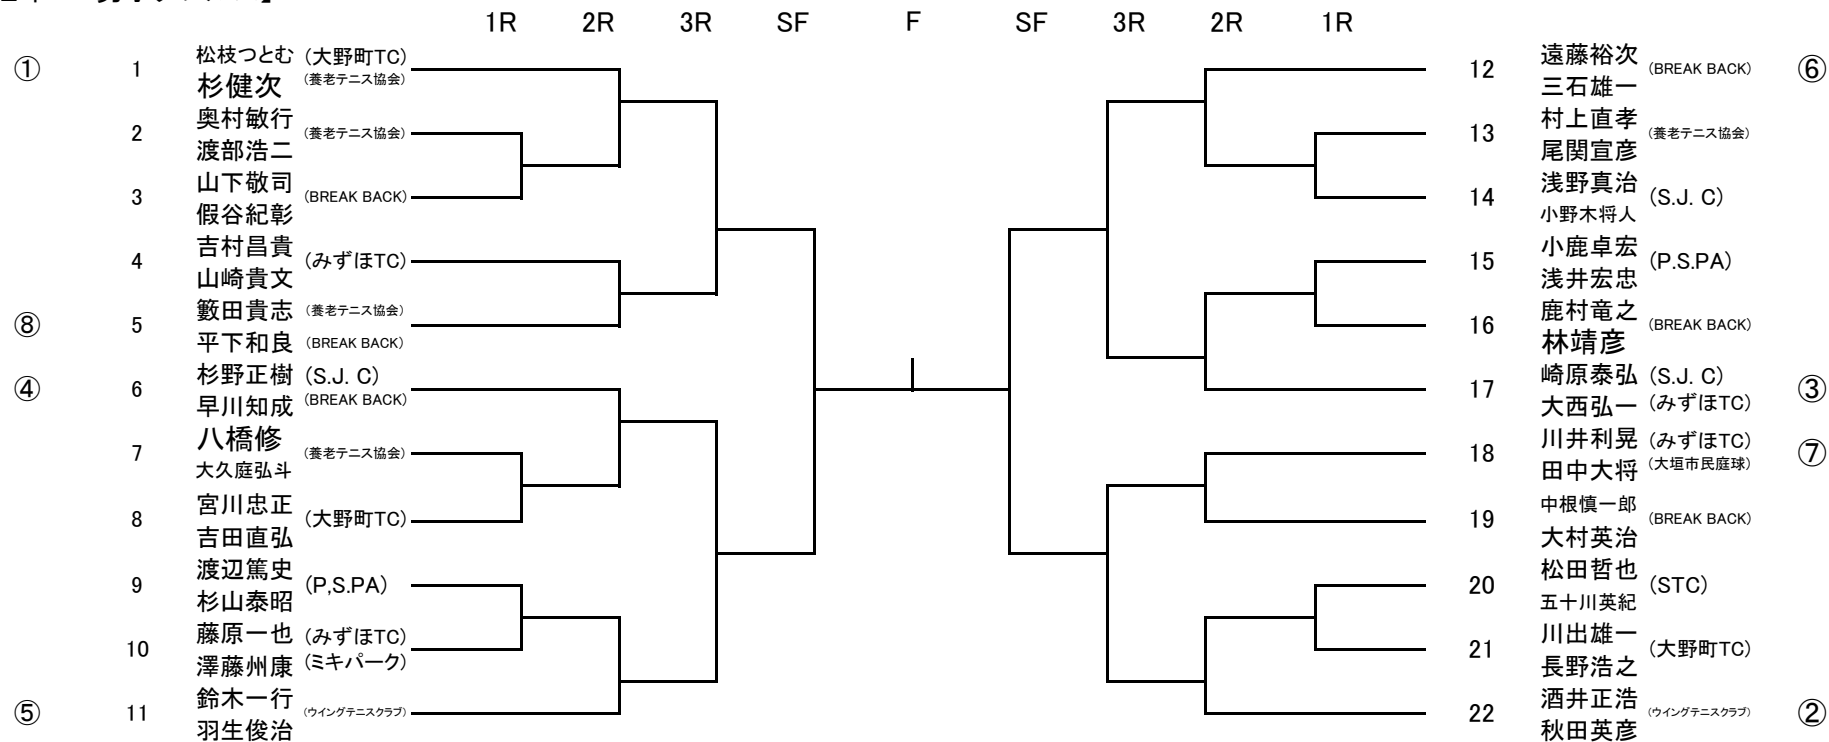 1R 2R 3R SF F SF 3R 2R 1R
① 1 松枝つとむ (大野町TC)
杉健次 (養老テニス協会)
2 奥村敏行 (養老テニス協会)
渡部浩二
3 山下敬司 (BREAK BACK)
假谷紀彰
4 吉村昌貴 (みずほTC)
山崎貴文
⑧ 5 籔田貴志 (養老テニス協会)
平下和良 (BREAK BACK)
④ 6 杉野正樹 (S.J. C)
早川知成 (BREAK BACK)
7 八橋修 (養老テニス協会)
大久庭弘斗
8 宮川忠正 (大野町TC)
吉田直弘
9 渡辺篤史 (P,S.PA)
杉山泰昭
10 藤原一也 (みずほTC)
澤藤州康 (ミキパーク)
⑤ 11 鈴木一行 (ウイングテニスクラブ)
羽生俊治
12 遠藤裕次 (BREAK BACK) ⑥
三石雄一
13 村上直孝 (養老テニス協会)
尾関宣彦
14 浅野真治 (S.J. C)
小野木将人
15 小鹿卓宏 (P.S.PA)
浅井宏忠
16 鹿村竜之 (BREAK BACK)
林靖彦
17 崎原泰弘 (S.J. C) ③
大西弘一 (みずほTC)
18 川井利晃 (みずほTC) ⑦
田中大将 (大垣市民庭球)
19 中根慎一郎 (BREAK BACK)
大村英治
20 松田哲也 (STC)
五十川英紀
21 川出雄一 (大野町TC)
長野浩之
22 酒井正浩 (ウイングテニスクラブ) ②
秋田英彦